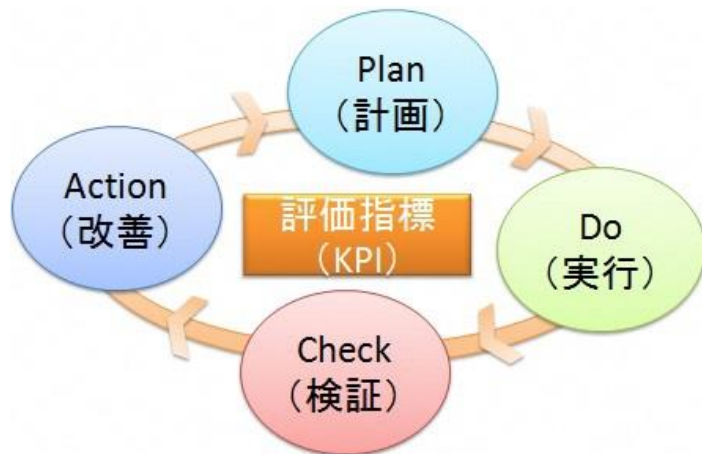 Plan
（計画）
Do
（実行）
Check
（検証）
Action
（改善）
評価指標
（KPI）